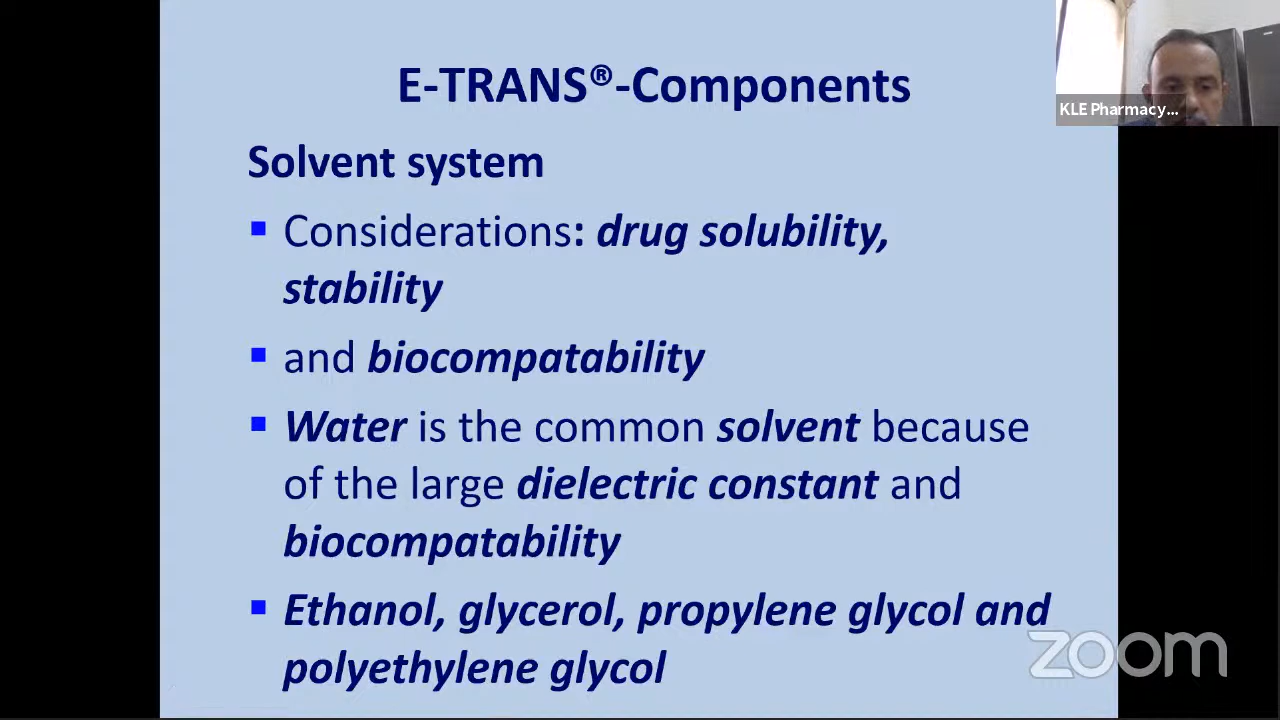 E-TRANS®-Components
KLE Pharmacy...
Solvent system
▪ Considerations: drug solubility,
stability
▪ and biocompatability
▪ Water is the common solvent because
of the large dielectric constant and
biocompatability
▪ Ethanol, glycerol, propylene glycol and
polyethylene glycol
zoom